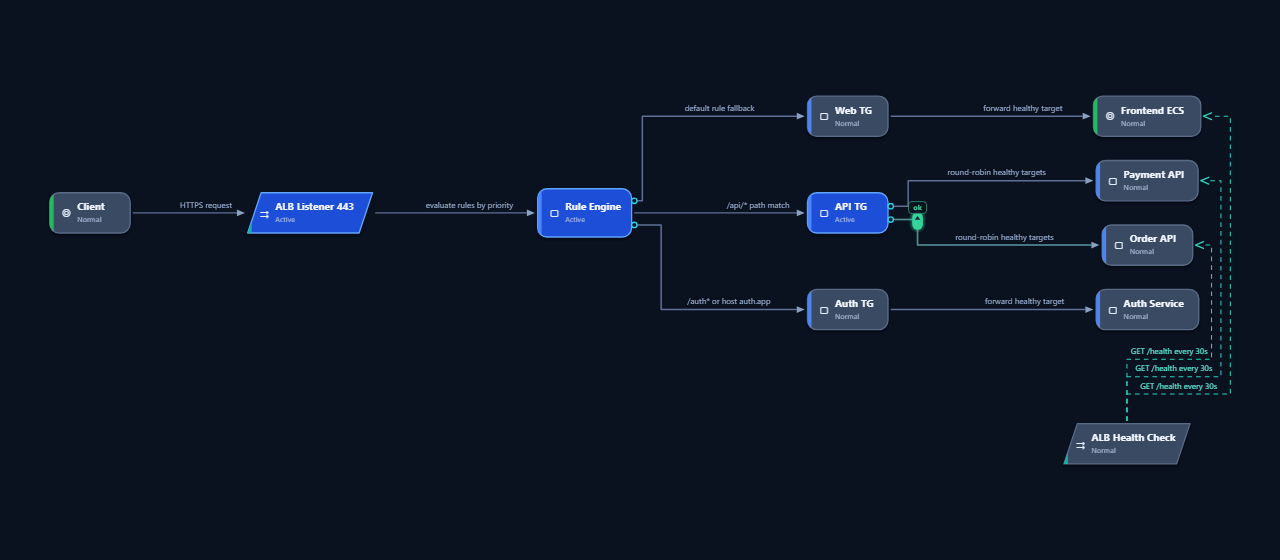 Client
Normal
HTTPS request
ALB Listener 443
Active
evaluate rules by priority
Rule Engine
Active
default rule fallback
Web TG
Normal
forward healthy target
Frontend ECS
Normal
/api/* path match
API TG
Active
ok
round-robin healthy targets
Payment API
Normal
round-robin healthy targets
Order API
Normal
/auth* or host auth.app
Auth TG
Normal
forward healthy target
Auth Service
Normal
GET /health every 30s
GET /health every 30s
GET /health every 30s
ALB Health Check
Normal